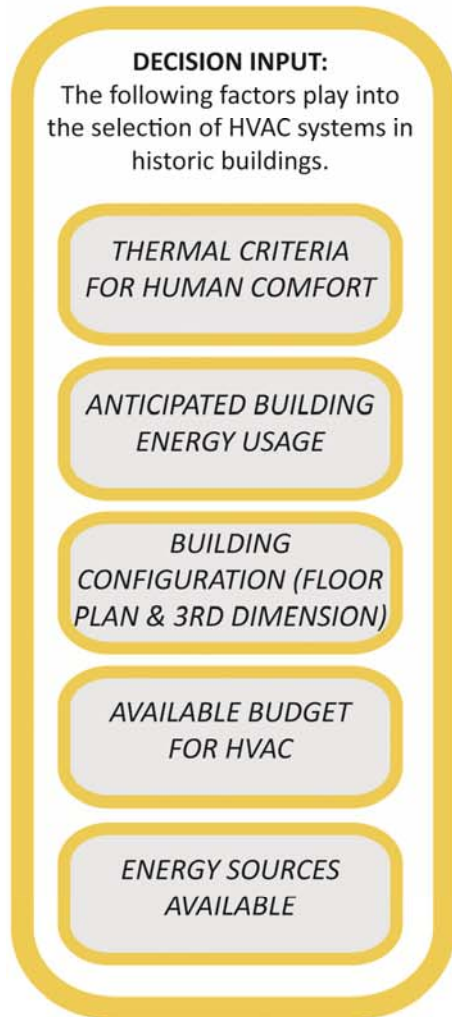 DECISION INPUT:
The following factors play into
the selection of HVAC systems in
historic buildings.
THERMAL CRITERIA
FOR HUMAN COMFORT
ANTICIPATED BUILDING
ENERGY USAGE
BUILDING
CONFIGURATION (FLOOR
PLAN & 3RD DIMENSION)
AVAILABLE BUDGET
FOR HVAC
ENERGY SOURCES
AVAILABLE